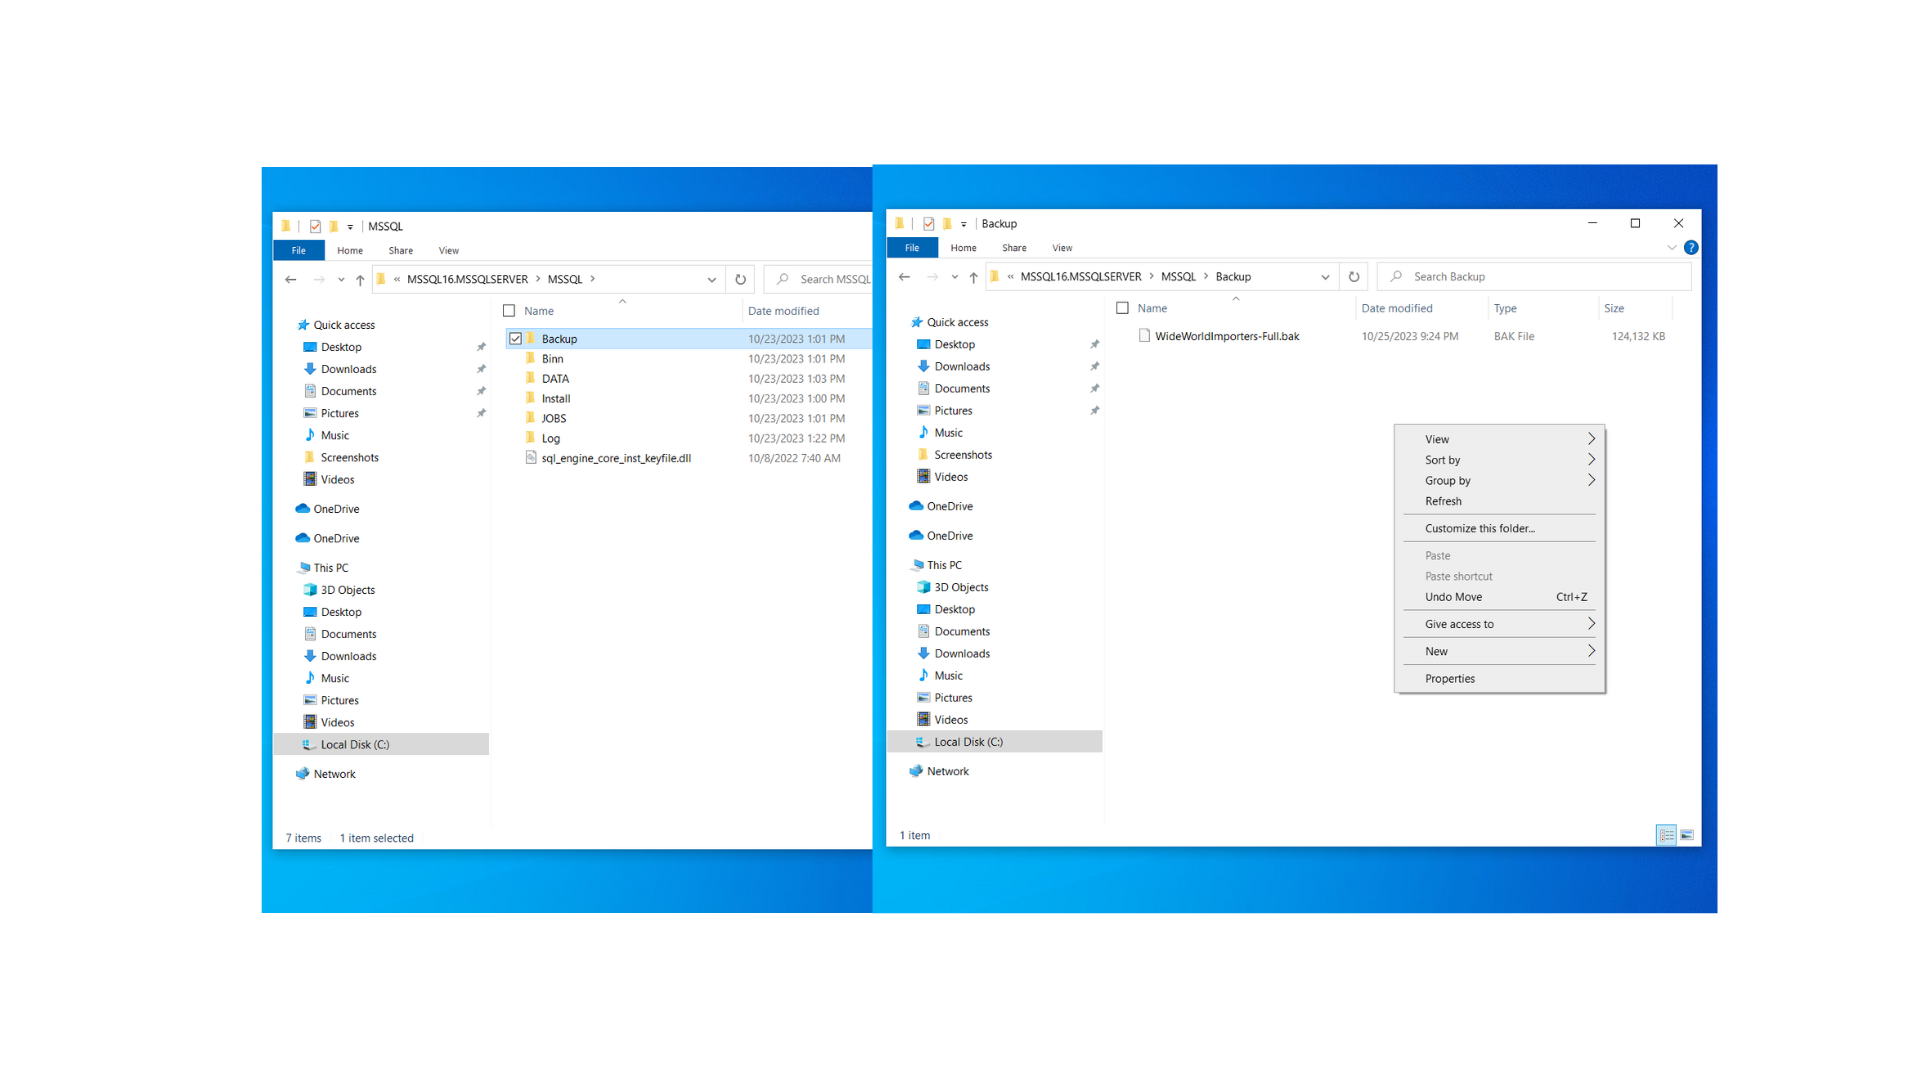 MSSQL
File Home Share View
« MSSQL16.MSSQLSERVER > MSSQL > Search MSSQL
Name Date modified
Quick access
Desktop
Downloads
Documents
Pictures
Music
Screenshots
Videos
OneDrive
OneDrive
This PC
3D Objects
Desktop
Documents
Downloads
Music
Pictures
Videos
Local Disk (C:)
Network
Backup 10/23/2023 1:01 PM
Binn 10/23/2023 1:01 PM
DATA 10/23/2023 1:03 PM
Install 10/23/2023 1:00 PM
JOBS 10/23/2023 1:01 PM
Log 10/23/2023 1:22 PM
sql_engine_core_inst_keyfile.dll 10/8/2022 7:40 AM
7 items 1 item selected
Backup
File Home Share View
« MSSQL16.MSSQLSERVER > MSSQL > Backup Search Backup
Name Date modified Type Size
Quick access
Desktop
Downloads
Documents
Pictures
Music
Screenshots
Videos
OneDrive
OneDrive
This PC
3D Objects
Desktop
Documents
Downloads
Music
Pictures
Videos
Local Disk (C:)
Network
WideWorldImporters-Full.bak 10/25/2023 9:24 PM BAK File 124,132 KB
View
Sort by
Group by
Refresh
Customize this folder...
Paste
Paste shortcut
Undo Move Ctrl+Z
Give access to
New
Properties
1 item